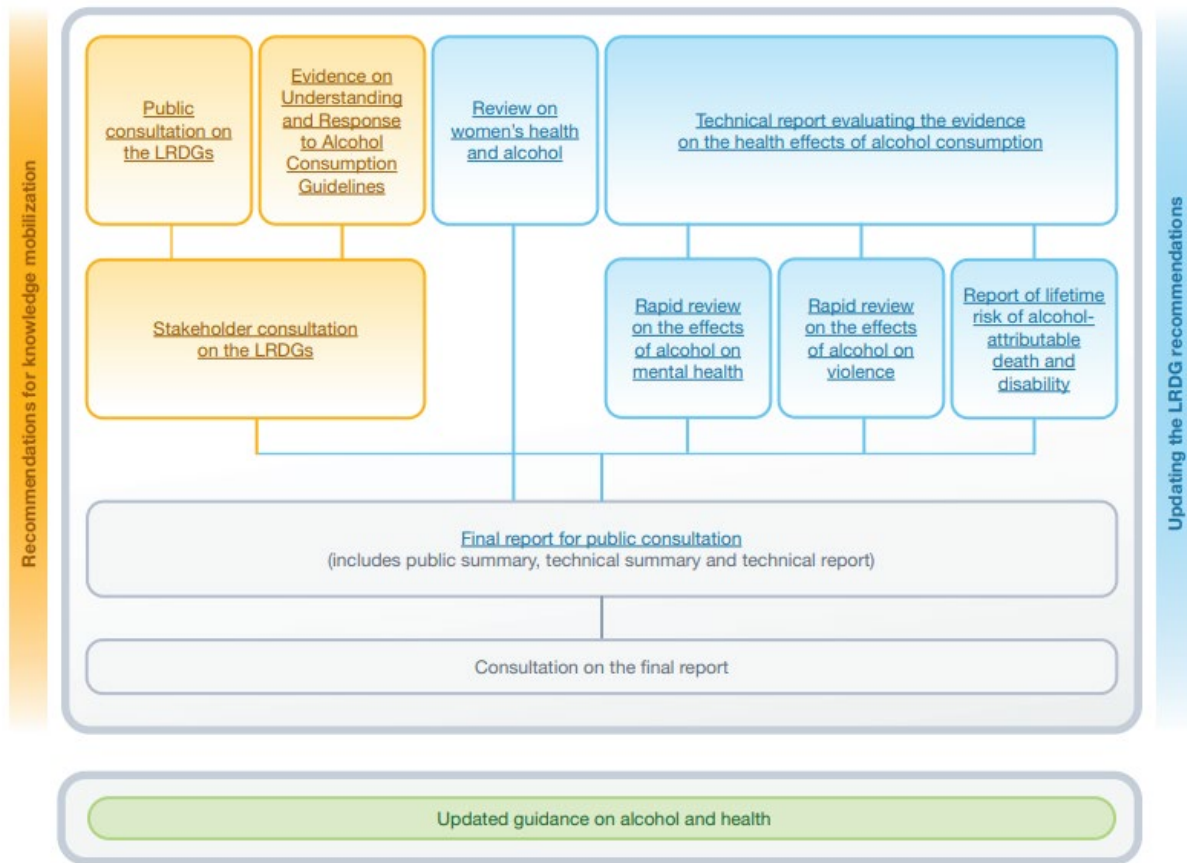 Recommendations for knowledge mobilization
Public
consultation on
the LRDGs
Evidence on
Understanding
and Response
to Alcohol
Consumption
Guidelines
Review on
women's health
and alcohol
Technical report evaluating the evidence
on the health effects of alcohol consumption
Stakeholder consultation
on the LRDGs
Rapid review
on the effects
of alcohol on
mental health
Rapid review
on the effects
of alcohol on
violence
Report of lifetime
risk of alcohol-
attributable
death and
disability
Final report for public consultation
(includes public summary, technical summary and technical report)
Consultation on the final report
Updated guidance on alcohol and health
Updating the LRDG recommendations